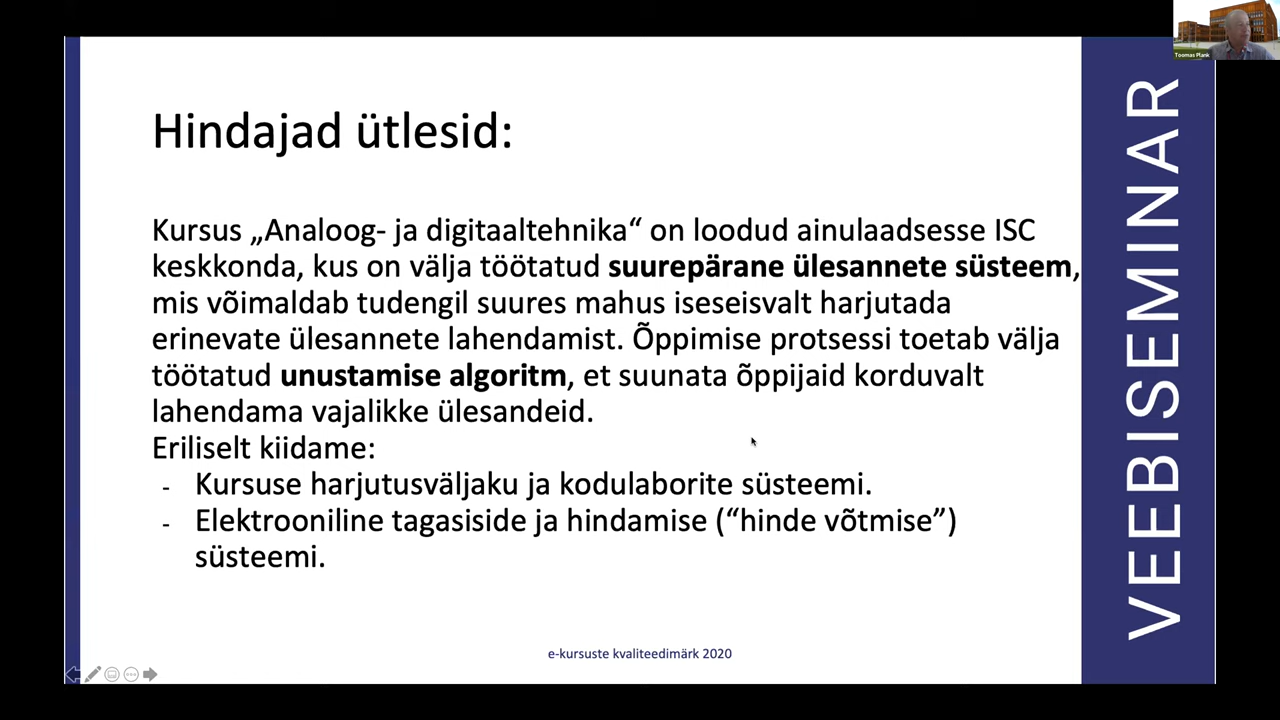 Hindajad ütlesid:
Kursus „Analoog- ja digitaaltehnika“ on loodud ainulaadsesse ISC
keskkonda, kus on välja töötatud suurepärane ülesannete süsteem,
mis võimaldab tudengil suures mahus iseseisvalt harjutada
erinevate ülesannete lahendamist. Õppimise protsessi toetab välja
töötatud unustamise algoritm, et suunata õppijaid korduvalt
lahendama vajalikke ülesandeid.
Eriliselt kiidame:
- Kursuse harjutusväljaku ja kodulaborite süsteemi.
- Elektrooniline tagasiside ja hindamise (“hinde võtmise”)
süsteemi.
e-kursuste kvaliteedimärk 2020
VEEBISEMINAR
Toomas Plank